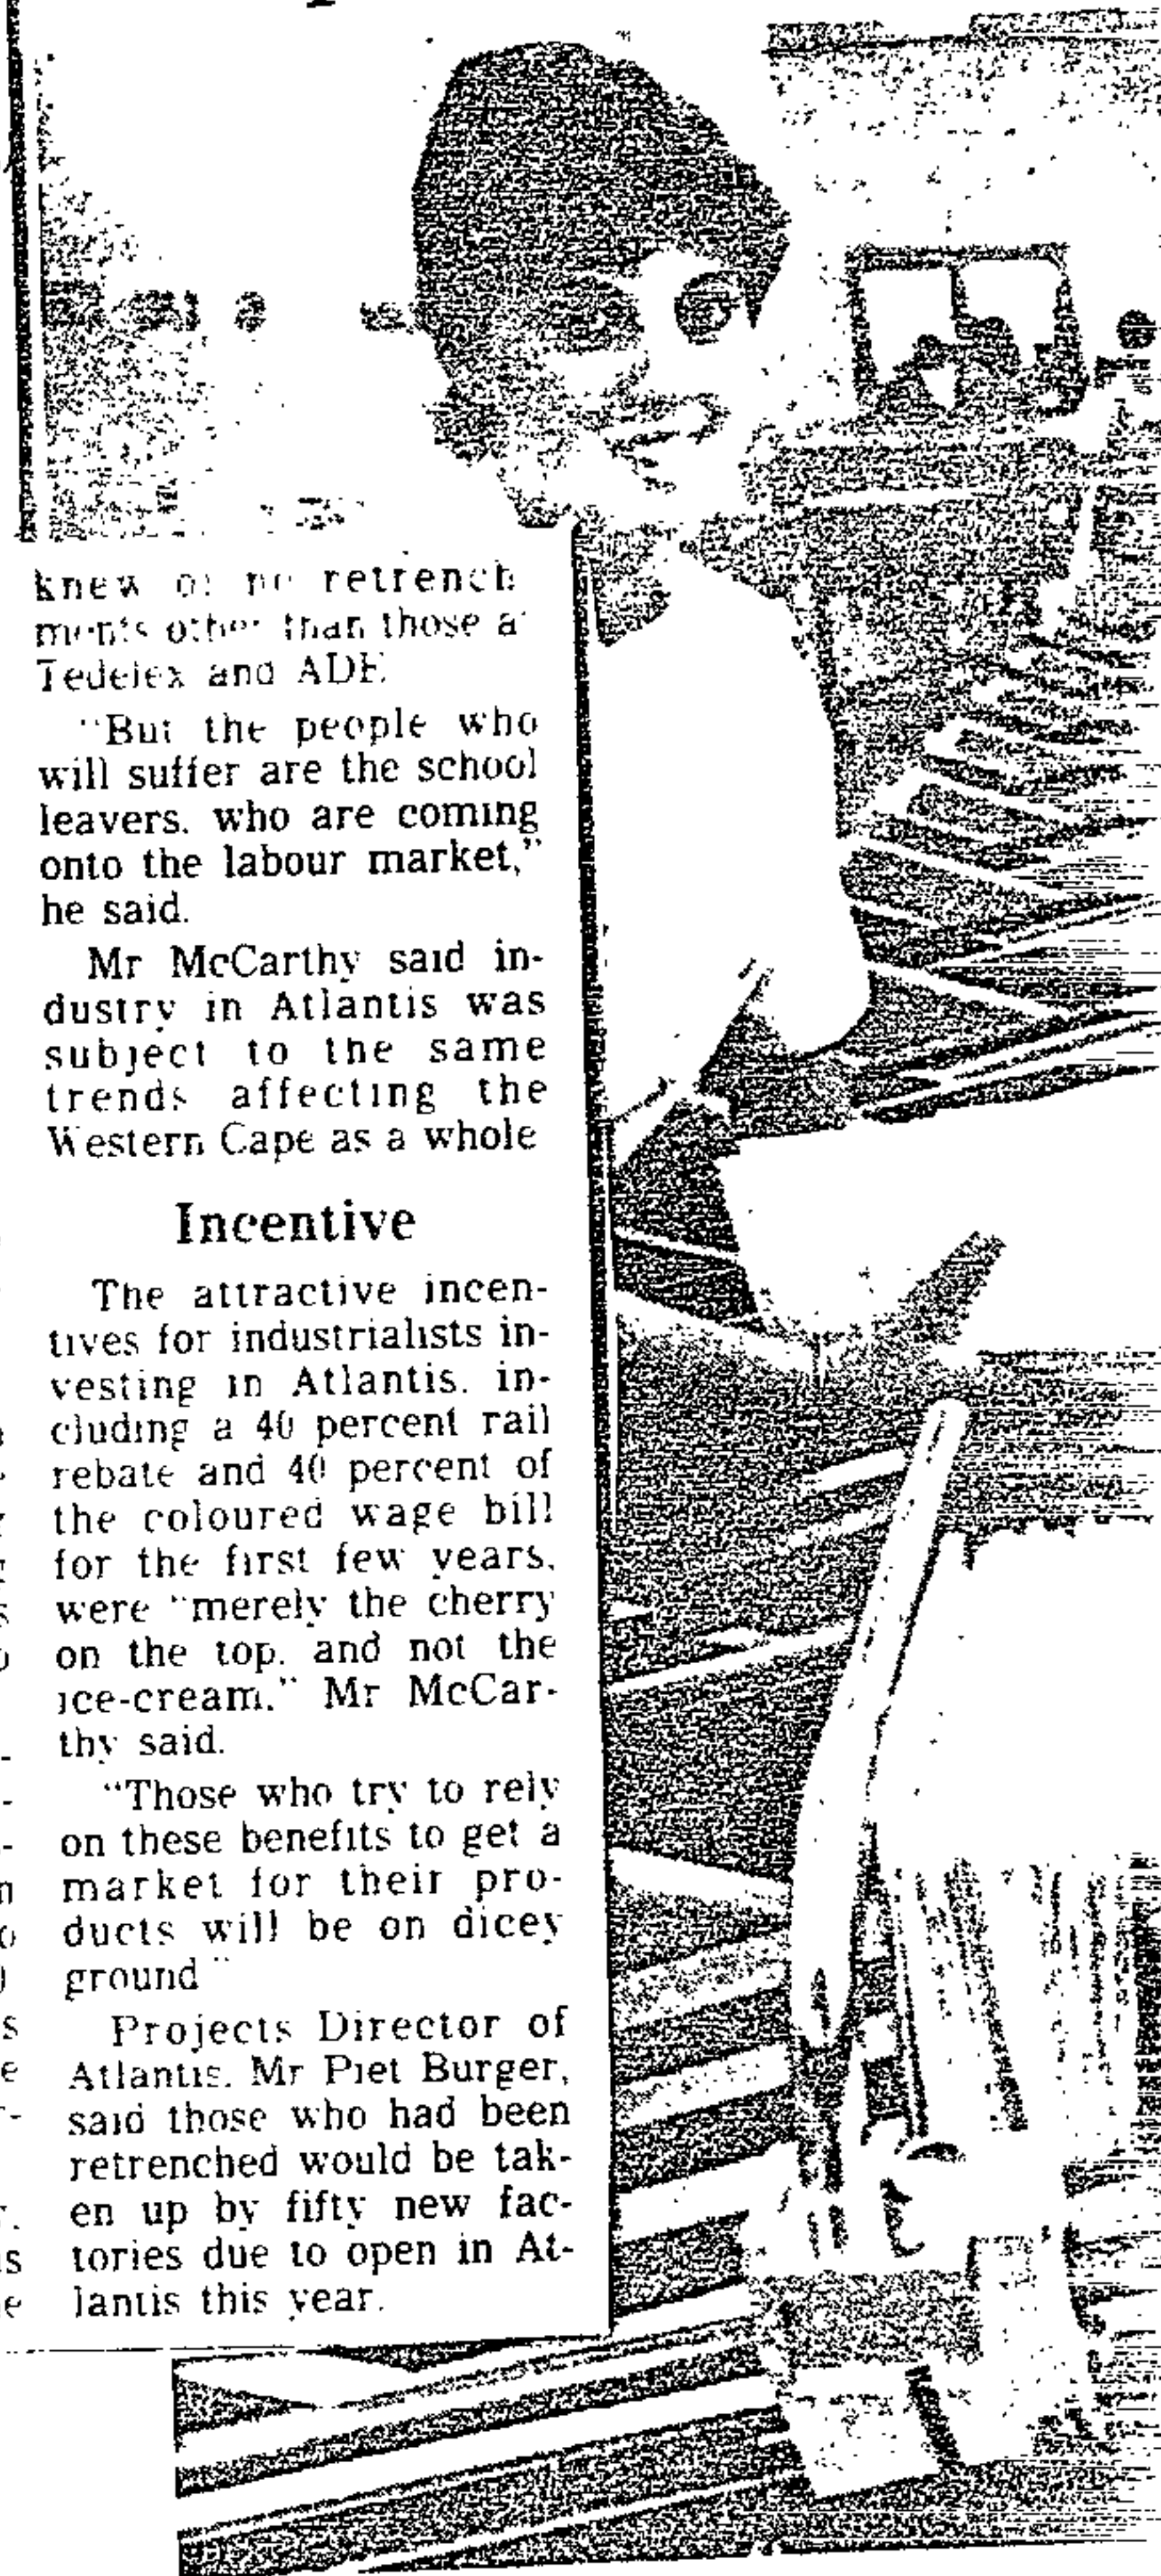 knew of no retrench
ments other than those a
Tedelex and ADE
"But the people who
will suffer are the school
leavers, who are coming
onto the labour market,"
he said.
Mr McCarthy said in-
dustry in Atlantis was
subject to the same
trends affecting the
Western Cape as a whole
Incentive
The attractive incen-
tives for industrialists in-
vesting in Atlantis, in-
cluding a 40 percent rail
rebate and 40 percent of
the coloured wage bill
for the first few years,
were "merely the cherry
on the top, and not the
ice-cream," Mr McCar-
thy said.
"Those who try to rely
on these benefits to get a
market for their pro-
ducts will be on dicey
ground"
Projects Director of
Atlantis, Mr Piet Burger,
said those who had been
retrenched would be tak-
en up by fifty new fac-
tories due to open in At-
lantis this year.